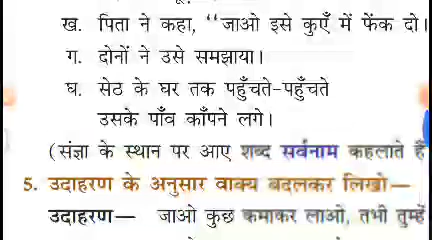 ख. पिता ने कहा, “जाओ इसे कुएँ में फेंक दो।
ग. दोनों ने उसे समझाया।
घ. सेठ के घर तक पहुँचते-पहुँचते
उसके पाँव काँपने लगे।
(संज्ञा के स्थान पर आए शब्द सर्वनाम कहलाते हैं
5. उदाहरण के अनुसार वाक्य बदलकर लिखो—
उदाहरण— जाओ कुछ कमाकर लाओ, तभी तुम्हें